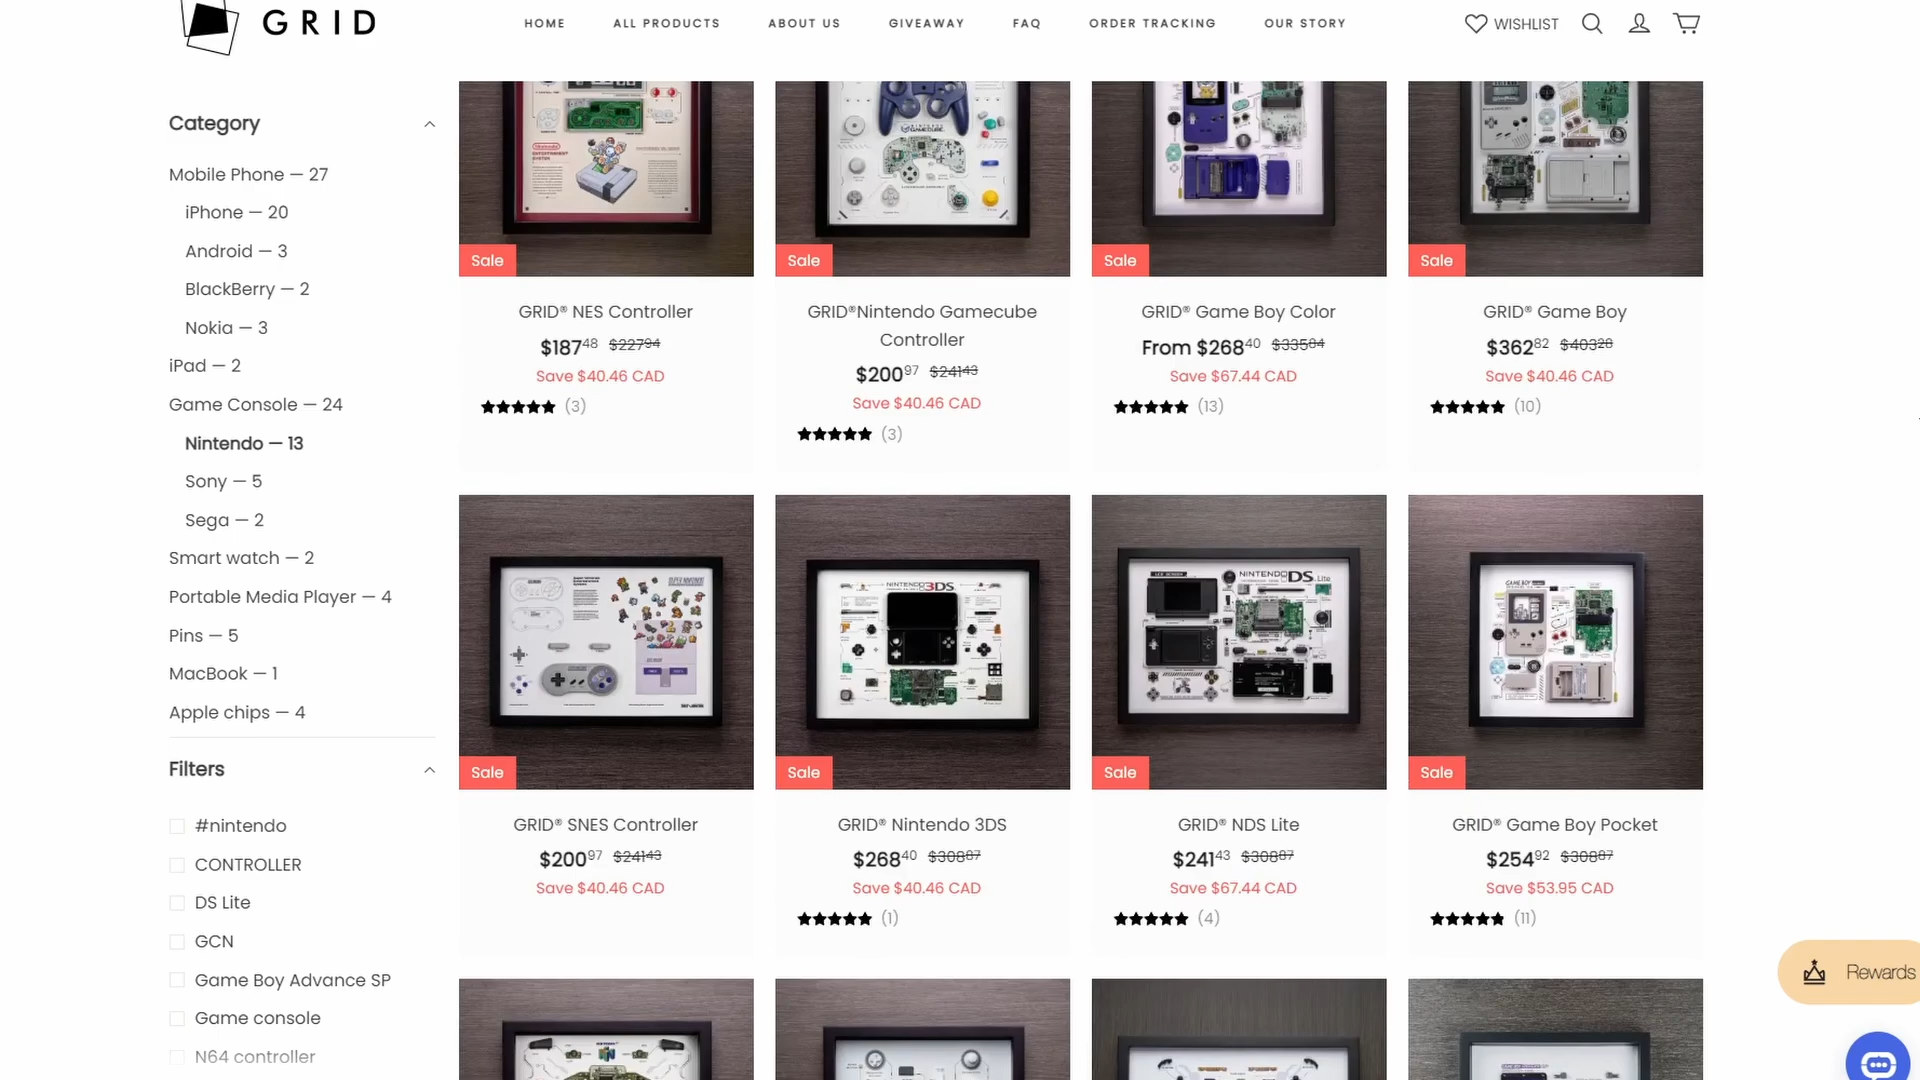 GRID
HOME
ALL PRODUCTS
ABOUT US
GIVEAWAY
FAQ
ORDER TRACKING
OUR STORY
WISHLIST
Category
Mobile Phone — 27
iPhone — 20
Android — 3
BlackBerry — 2
Nokia — 3
iPad — 2
Game Console — 24
Nintendo — 13
Sony — 5
Sega — 2
Smart watch — 2
Portable Media Player — 4
Pins — 5
MacBook — 1
Apple chips — 4
Filters
#nintendo
CONTROLLER
DS Lite
GCN
Game Boy Advance SP
Game console
N64 controller
Sale
GRID® NES Controller
$187.48 $227.94
Save $40.46 CAD
(3)
Sale
GRID®Nintendo Gamecube
Controller
$200.97 $241.43
Save $40.46 CAD
(3)
Sale
GRID® Game Boy Color
From $268.40 $335.84
Save $67.44 CAD
(13)
Sale
GRID® Game Boy
$362.82 $403.28
Save $40.46 CAD
(10)
Sale
GRID® SNES Controller
$200.97 $241.43
Save $40.46 CAD
NINTENDO 3DS
Sale
GRID® Nintendo 3DS
$268.40 $308.87
Save $40.46 CAD
(1)
NINTENDO DS Lite
Sale
GRID® NDS Lite
$241.43 $308.87
Save $67.44 CAD
(4)
GAME BOY
Sale
GRID® Game Boy Pocket
$254.92 $308.87
Save $53.95 CAD
(11)
Rewards